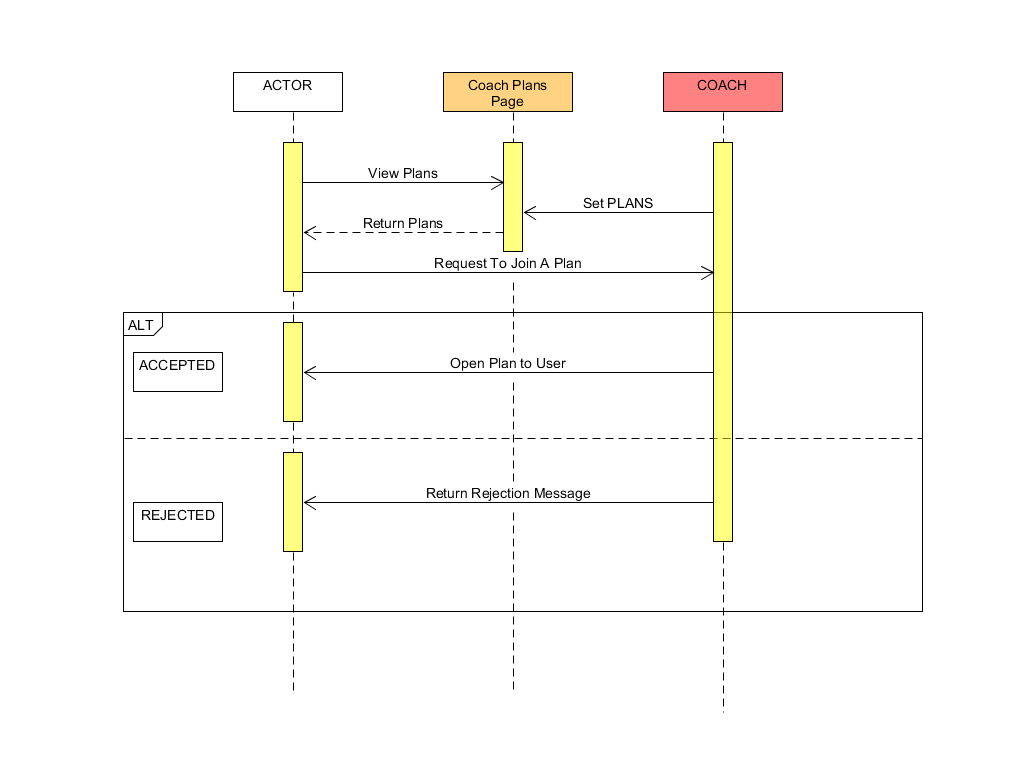 ACTOR
Coach Plans
Page
COACH
View Plans
Set PLANS
Return Plans
Request To Join A Plan
ALT
ACCEPTED
Open Plan to User
Return Rejection Message
REJECTED